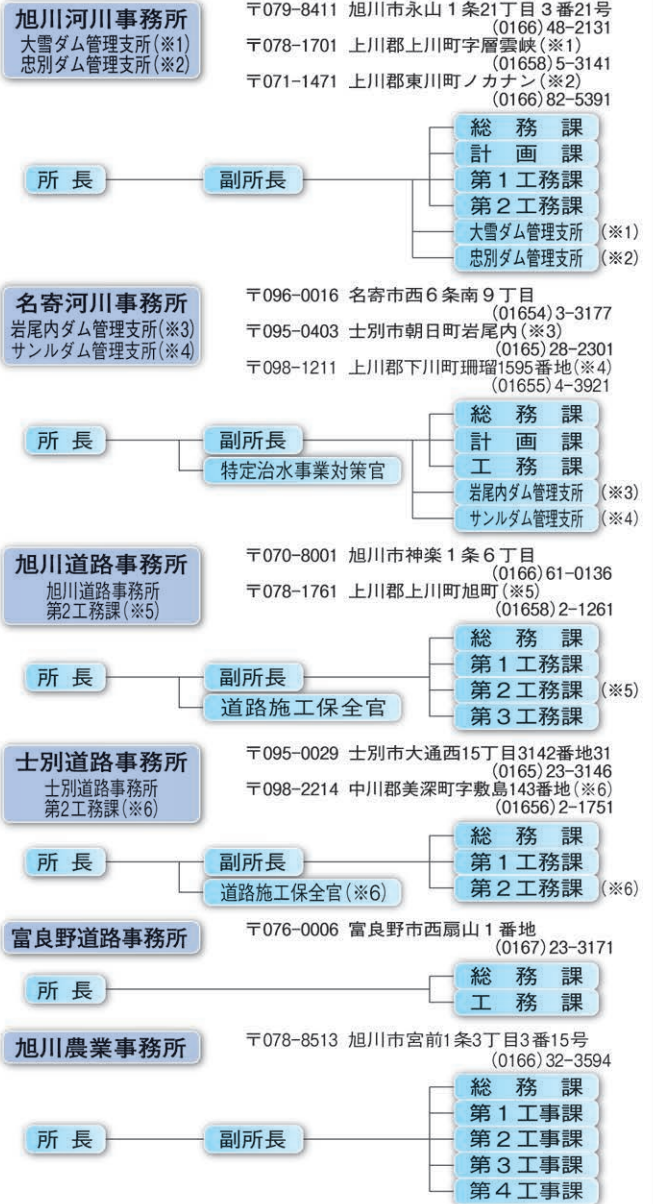 旭川河川事務所
大雪ダム管理支所(※1)
忠別ダム管理支所(※2)
〒079-8411 旭川市永山1条21丁目3番21号
(0166)48-2131
〒078-1701 上川郡上川町字層雲峡(※1)
(01658)5-3141
〒071-1471 上川郡東川町ノカナン(※2)
(0166)82-5391
所長
副所長
総務課
計画課
第1工務課
第2工務課
大雪ダム管理支所 (※1)
忠別ダム管理支所 (※2)
名寄河川事務所
岩尾内ダム管理支所(※3)
サンルダム管理支所(※4)
〒096-0016 名寄市西6条南9丁目
(01654)3-3177
〒095-0403 士別市朝日町岩尾内(※3)
(0165)28-2301
〒098-1211 上川郡下川町珊瑠1595番地(※4)
(01655)4-3921
所長
副所長
特定治水事業対策官
総務課
計画課
工務課
岩尾内ダム管理支所 (※3)
サンルダム管理支所 (※4)
旭川道路事務所
旭川道路事務所
第2工務課(※5)
〒070-8001 旭川市神楽1条6丁目
(0166)61-0136
〒078-1761 上川郡上川町旭町(※5)
(01658)2-1261
所長
副所長
道路施工保全官
総務課
第1工務課
第2工務課 (※5)
第3工務課
士別道路事務所
士別道路事務所
第2工務課(※6)
〒095-0029 士別市大通西15丁目3142番地31
(0165)23-3146
〒098-2214 中川郡美深町字敷島143番地(※6)
(01656)2-1751
所長
副所長
道路施工保全官(※6)
総務課
第1工務課
第2工務課 (※6)
富良野道路事務所
〒076-0006 富良野市西扇山1番地
(0167)23-3171
所長
総務課
工務課
旭川農業事務所
〒078-8513 旭川市宮前1条3丁目3番15号
(0166)32-3594
所長
副所長
総務課
第1工事課
第2工事課
第3工事課
第4工事課